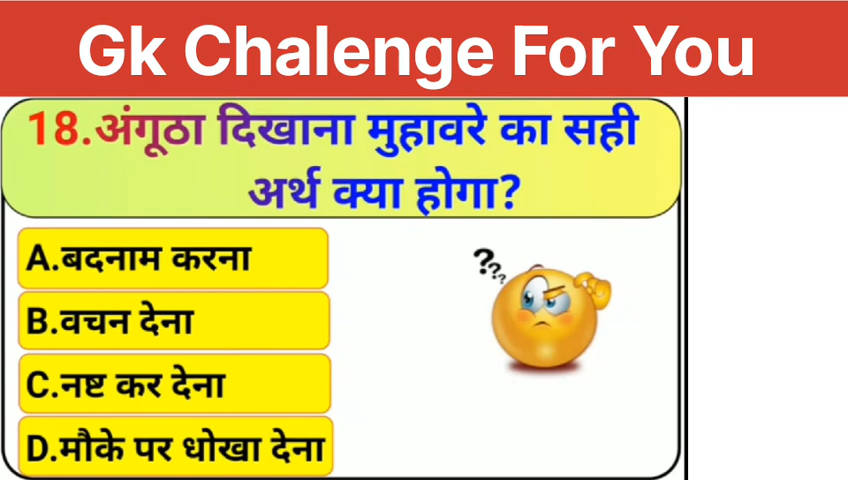 Gk Chalenge For You
18.अंगूठा दिखाना मुहावरे का सही
अर्थ क्या होगा?
???
A.बदनाम करना
B.वचन देना
C.नष्ट कर देना
D.मौके पर धोखा देना